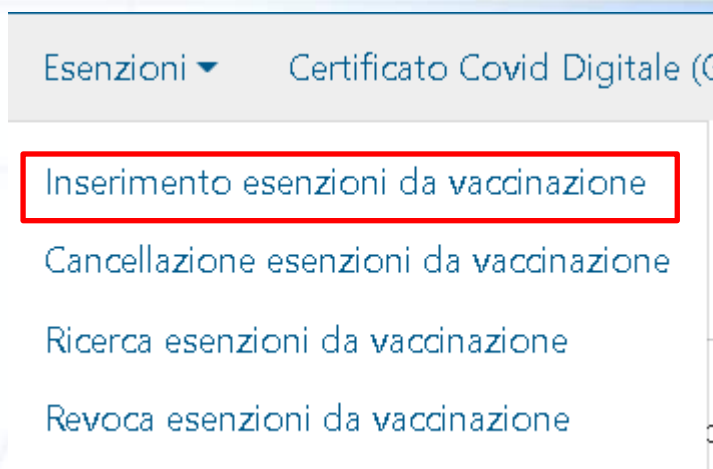 Esenzioni Certificato Covid Digitale (
Inserimento esenzioni da vaccinazione
Cancellazione esenzioni da vaccinazione
Ricerca esenzioni da vaccinazione
Revoca esenzioni da vaccinazione